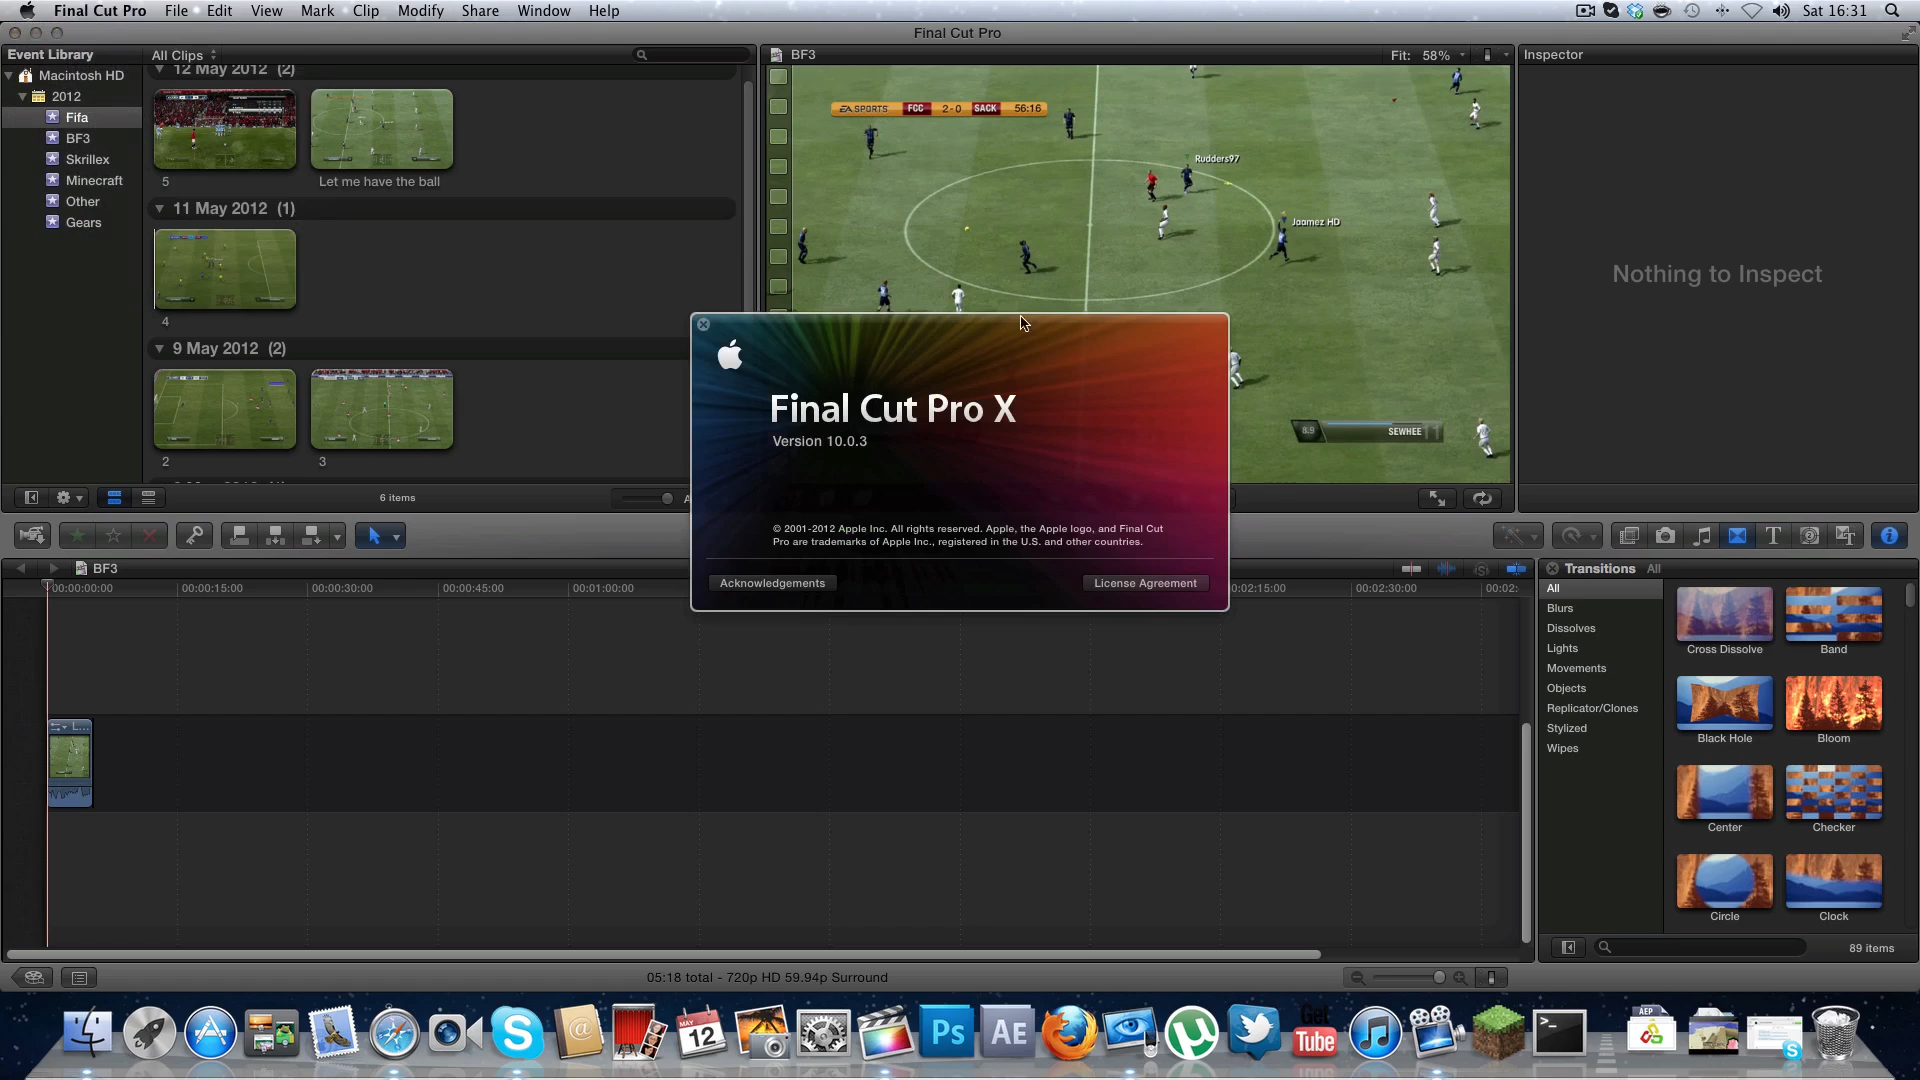 Final Cut Pro File Edit View Mark Clip Modify Share Window Help
Sat 16:31
Final Cut Pro
Event Library
All Clips
BF3
Fit: 58%
Inspector
Macintosh HD
2012
Fifa
BF3
Skrillex
Minecraft
Other
Gears
12 May 2012 (2)
5
Let me have the ball
11 May 2012 (1)
4
9 May 2012 (2)
2
3
6 items
EA SPORTS FCC 2-0 SACK 56:16
Rudders97
Jaamez HD
89 SEWHEE 11
Nothing to Inspect
Final Cut Pro X
Version 10.0.3
© 2001-2012 Apple Inc. All rights reserved. Apple, the Apple logo, and Final Cut
Pro are trademarks of Apple Inc., registered in the U.S. and other countries.
Acknowledgements
License Agreement
BF3
00:00:00:00
00:00:15:00
00:00:30:00
00:00:45:00
00:01:00:00
0:02:15:00
00:02:30:00
00:02:
L...
05:18 total - 720p HD 59.94p Surround
Transitions All
All
Blurs
Dissolves
Lights
Movements
Objects
Replicator/Clones
Stylized
Wipes
Cross Dissolve
Band
Black Hole
Bloom
Center
Checker
Circle
Clock
89 items
MAY
12
Ps
Ae
Get
Tube
AEP